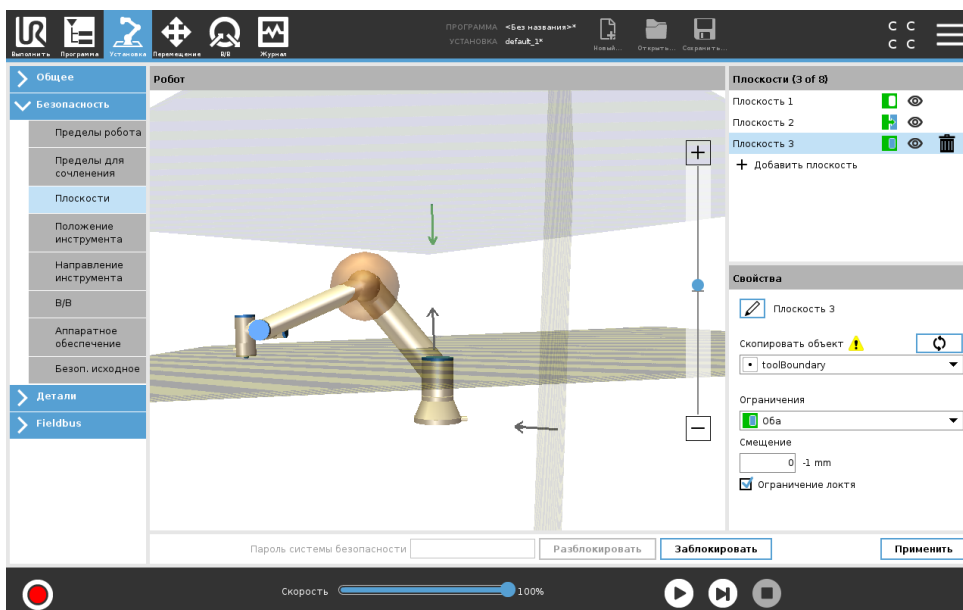 UR
ПРОГРАММА <Без названия>*
УСТАНОВКА default_1*
Выполнить Программа Установка Перемещение В/В Журнал
Новый... Открыть... Сохранить...
C C
C C
Общее
Безопасность
Пределы робота
Пределы для
сочленения
Плоскости
Положение
инструмента
Направление
инструмента
В/В
Аппаратное
обеспечение
Безоп. исходное
Детали
Fieldbus
Робот
Плоскости (3 of 8)
Плоскость 1
Плоскость 2
Плоскость 3
+ Добавить плоскость
Свойства
Плоскость 3
Скопировать объект
toolBoundary
Ограничения
Оба
Смещение
0 -1 mm
Ограничение локтя
Пароль системы безопасности Разблокировать Заблокировать Применить
Скорость 100%